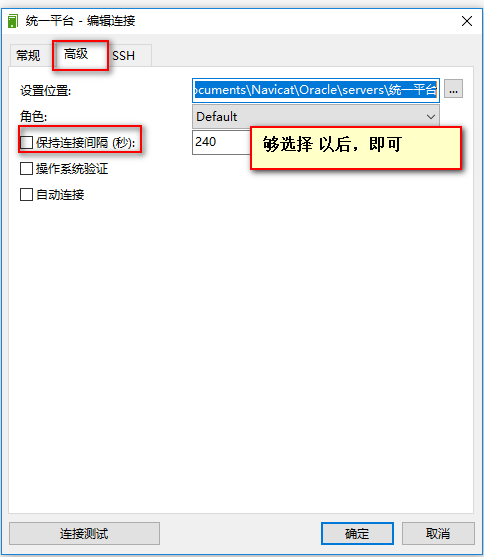 统一平台 - 编辑连接
常规 高级 SSH
设置位置: ocuments\Navicat\Oracle\servers\统一平台 ...
角色: Default
保持连接间隔 (秒): 240
够选择 以后，即可
操作系统验证
自动连接
连接测试 确定 取消